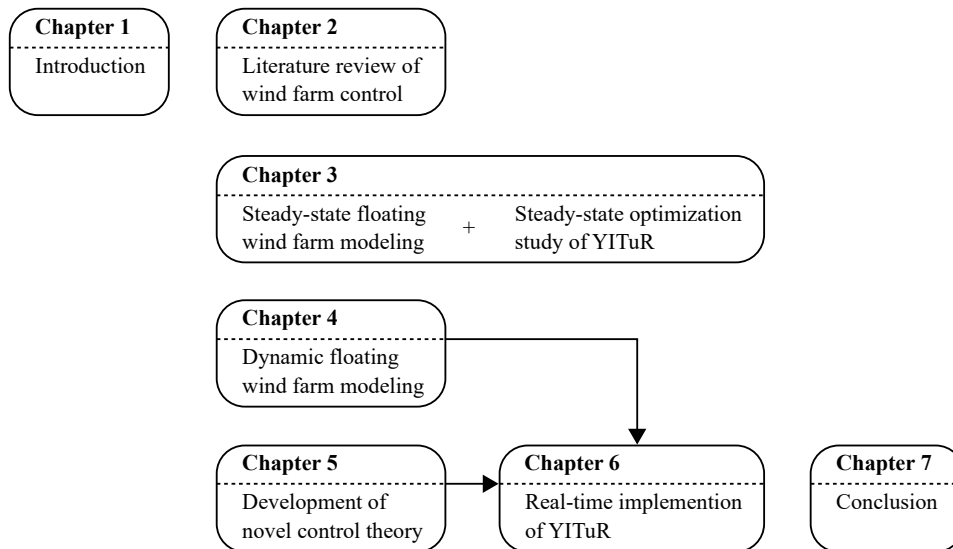 Chapter 1
Introduction
Chapter 2
Literature review of
wind farm control
Chapter 3
Steady-state floating
wind farm modeling
+
Steady-state optimization
study of YITuR
Chapter 4
Dynamic floating
wind farm modeling
Chapter 5
Development of
novel control theory
Chapter 6
Real-time implemention
of YITuR
Chapter 7
Conclusion